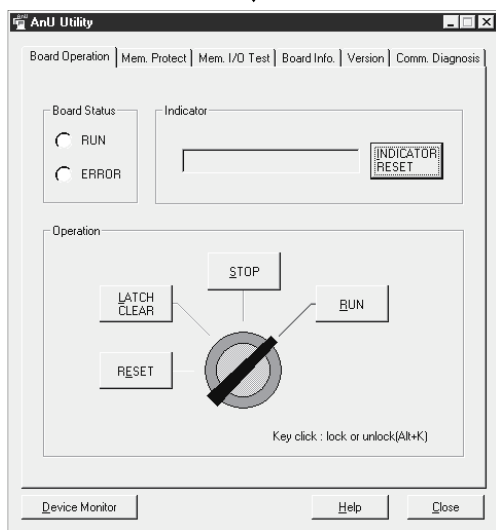 AnU Utility
Board Operation Mem. Protect Mem. I/O Test Board Info. Version Comm. Diagnosis
Board Status
RUN
ERROR
Indicator
INDICATOR
RESET
Operation
STOP
LATCH
CLEAR
RUN
RESET
Key click : lock or unlock(Alt+K)
Device Monitor Help Close